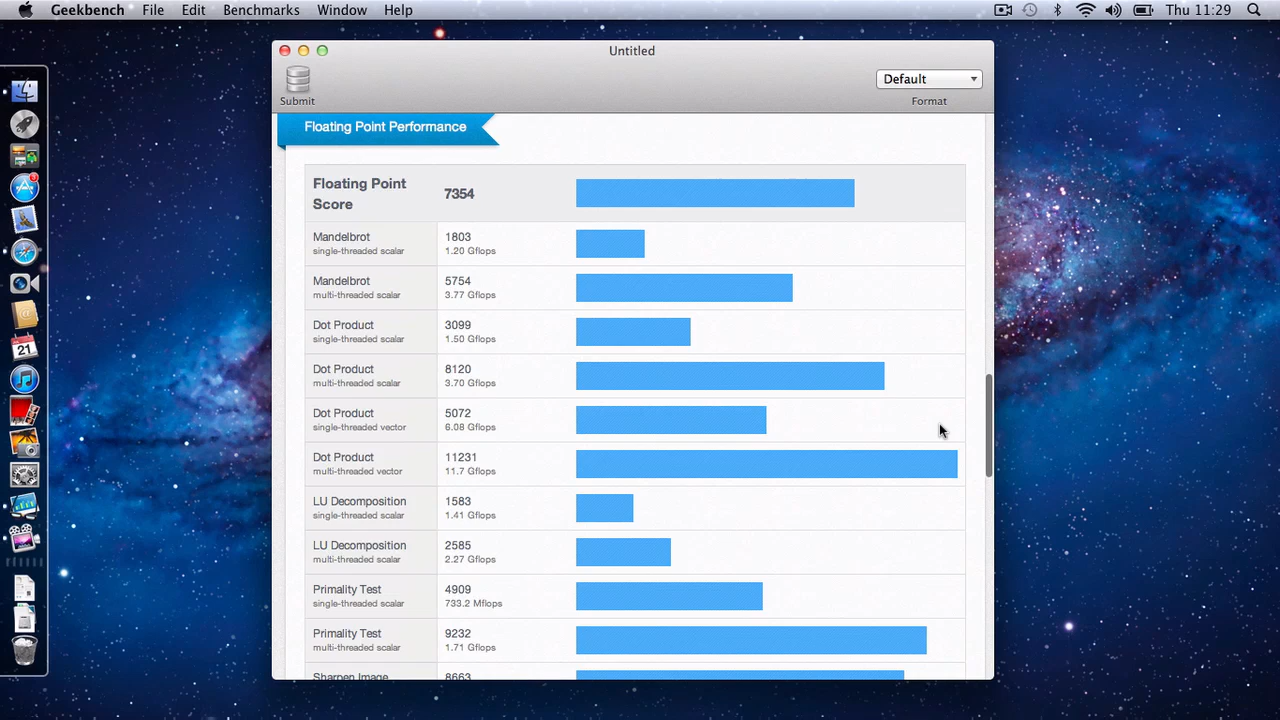 Geekbench File Edit Benchmarks Window Help Thu 11:29
Untitled
Submit
Default
Format
Floating Point Performance
Floating Point
Score
7354
Mandelbrot
single-threaded scalar
1803
1.20 Gflops
Mandelbrot
multi-threaded scalar
5754
3.77 Gflops
Dot Product
single-threaded scalar
3099
1.50 Gflops
Dot Product
multi-threaded scalar
8120
3.70 Gflops
Dot Product
single-threaded vector
5072
6.08 Gflops
Dot Product
multi-threaded vector
11231
11.7 Gflops
LU Decomposition
single-threaded scalar
1583
1.41 Gflops
LU Decomposition
multi-threaded scalar
2585
2.27 Gflops
Primality Test
single-threaded scalar
4909
733.2 Mflops
Primality Test
multi-threaded scalar
9232
1.71 Gflops
Sharpen Image
8663
3
21